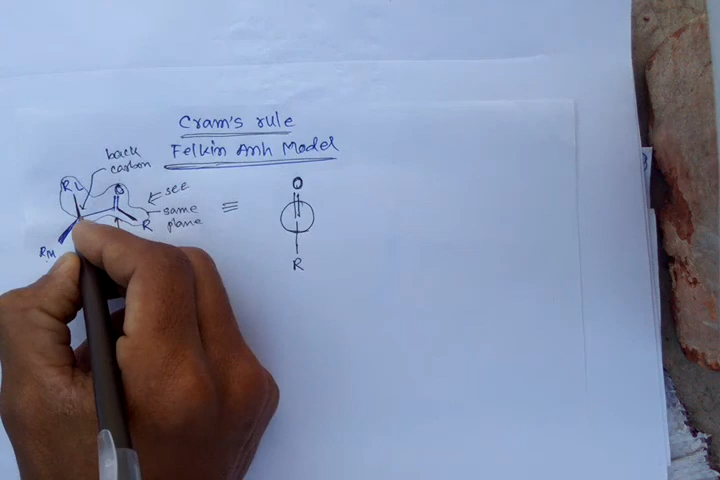 Cram's rule
Felkin Anh Model
back
carbon
RL
O
see
same
plane
R
RM
≡
O
R